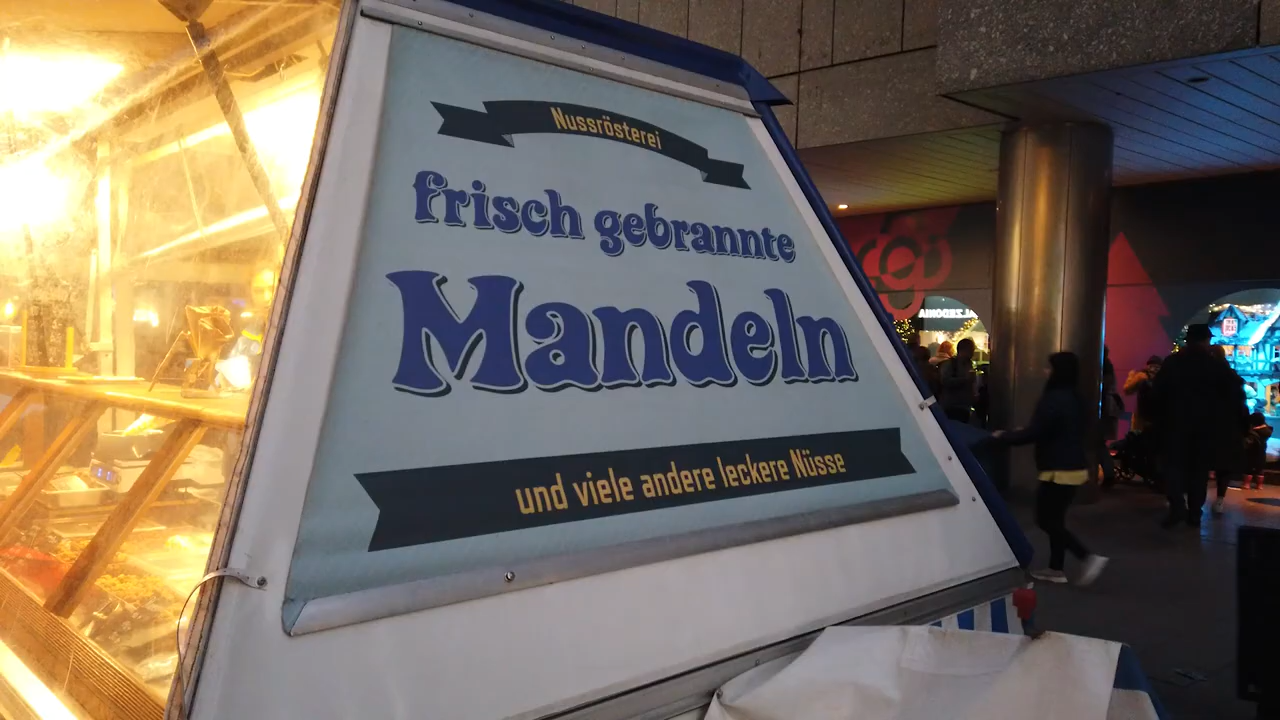 Nussrösterei
frisch gebrannte
Mandeln
und viele andere leckere Nüsse